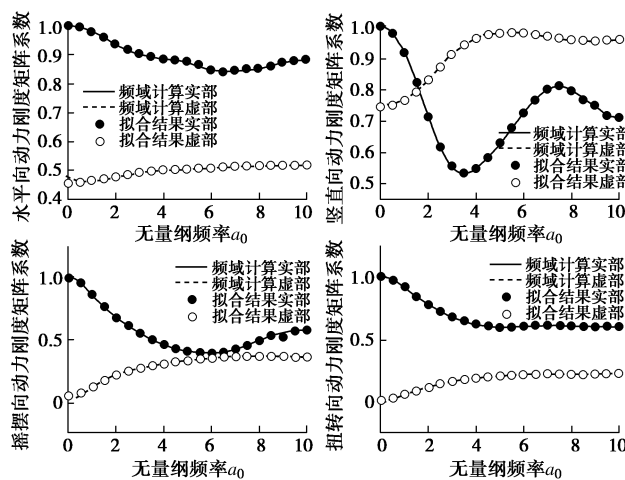 水平向动力刚度矩阵系数
1.0
0.9
0.8
0.7
0.6
0.5
0.4
频域计算实部
频域计算虚部
拟合结果实部
拟合结果虚部
0 2 4 6 8 10
无量纲频率a0
竖直向动力刚度矩阵系数
1.0
0.9
0.8
0.7
0.6
0.5
频域计算实部
频域计算虚部
拟合结果实部
拟合结果虚部
0 2 4 6 8 10
无量纲频率a0
摇摆向动力刚度矩阵系数
1.0
0.5
0
频域计算实部
频域计算虚部
拟合结果实部
拟合结果虚部
0 2 4 6 8 10
无量纲频率a0
扭转向动力刚度矩阵系数
1.0
0.5
0
频域计算实部
频域计算虚部
拟合结果实部
拟合结果虚部
0 2 4 6 8 10
无量纲频率a0